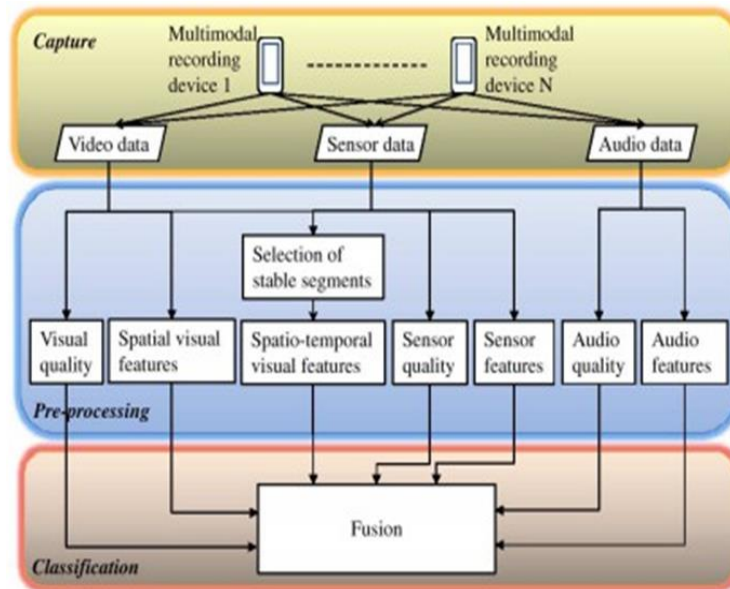 Capture
Multimodal
recording
device 1
Multimodal
recording
device N
Video data
Sensor data
Audio data
Selection of
stable segments
Visual
quality
Spatial visual
features
Spatio-temporal
visual features
Sensor
quality
Sensor
features
Audio
quality
Audio
features
Pre-processing
Fusion
Classification